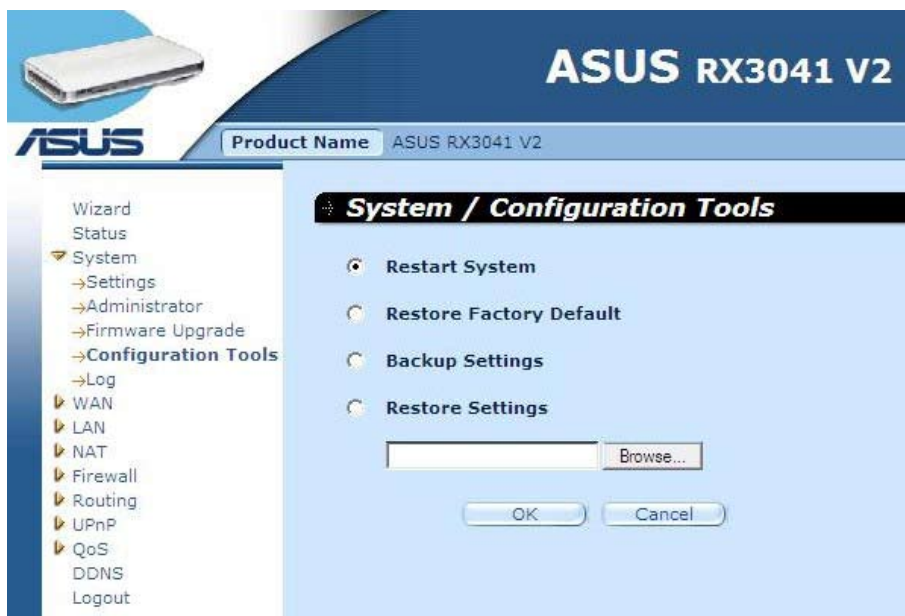 ASUS RX3041 V2
ASUS
Product Name ASUS RX3041 V2
Wizard
Status
System
→Settings
→Administrator
→Firmware Upgrade
→Configuration Tools
→Log
WAN
LAN
NAT
Firewall
Routing
UPnP
QoS
DDNS
Logout
System / Configuration Tools
Restart System
Restore Factory Default
Backup Settings
Restore Settings
Browse...
OK Cancel